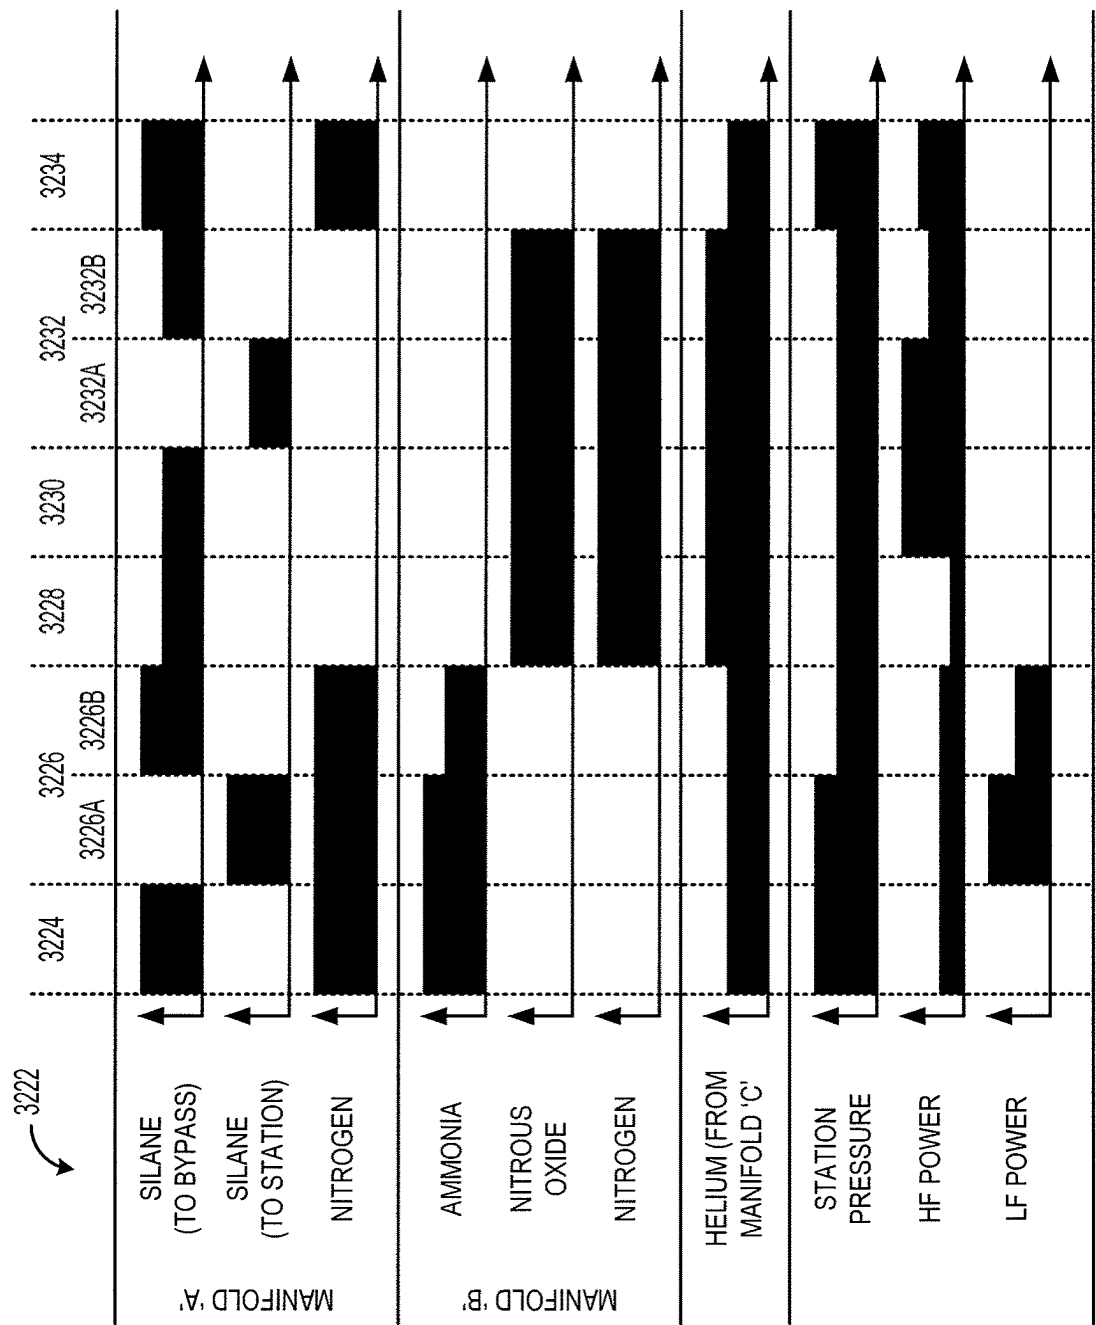 3222
3224
3226
3226A
3226B
3228
3230
3232
3232A
3232B
3234
MANIFOLD 'A'
SILANE
(TO BYPASS)
SILANE
(TO STATION)
NITROGEN
MANIFOLD 'B'
AMMONIA
NITROUS
OXIDE
NITROGEN
HELIUM (FROM
MANIFOLD 'C'
STATION
PRESSURE
HF POWER
LF POWER